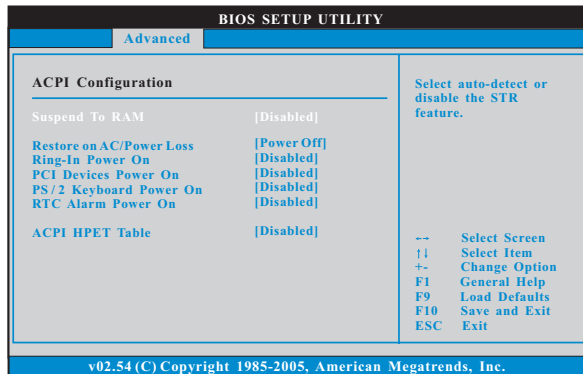 BIOS SETUP UTILITY
Advanced
ACPI Configuration
Suspend To RAM [Disabled]
Restore on AC/Power Loss [Power Off]
Ring-In Power On [Disabled]
PCI Devices Power On [Disabled]
PS/2 Keyboard Power On [Disabled]
RTC Alarm Power On [Disabled]
ACPI HPET Table [Disabled]
Select auto-detect or
disable the STR
feature.
←→ Select Screen
↑↓ Select Item
+- Change Option
F1 General Help
F9 Load Defaults
F10 Save and Exit
ESC Exit
v02.54 (C) Copyright 1985-2005, American Megatrends, Inc.